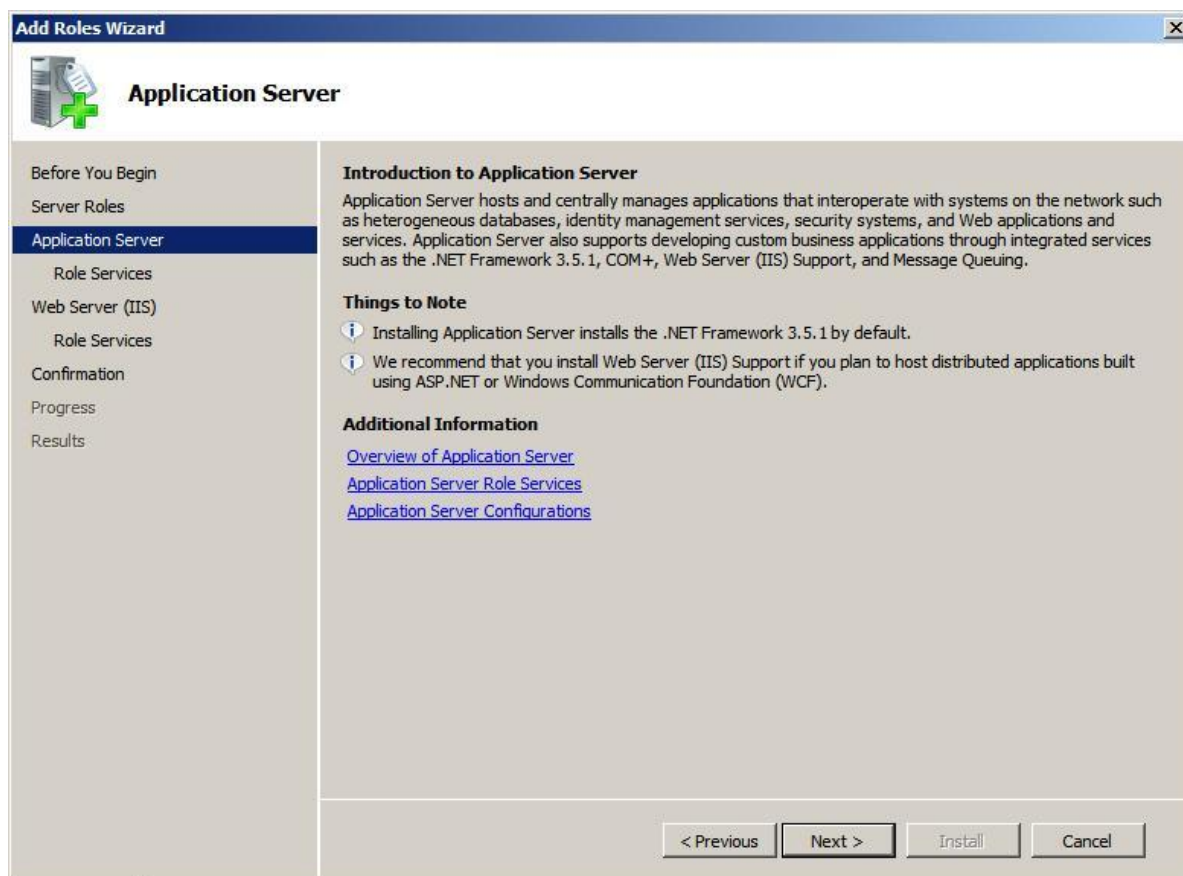 Add Roles Wizard
Application Server
Before You Begin
Server Roles
Application Server
Role Services
Web Server (IIS)
Role Services
Confirmation
Progress
Results
Introduction to Application Server
Application Server hosts and centrally manages applications that interoperate with systems on the network such
as heterogeneous databases, identity management services, security systems, and Web applications and
services. Application Server also supports developing custom business applications through integrated services
such as the .NET Framework 3.5.1, COM+, Web Server (IIS) Support, and Message Queuing.
Things to Note
Installing Application Server installs the .NET Framework 3.5.1 by default.
We recommend that you install Web Server (IIS) Support if you plan to host distributed applications built
using ASP.NET or Windows Communication Foundation (WCF).
Additional Information
Overview of Application Server
Application Server Role Services
Application Server Configurations
< Previous Next > Install Cancel